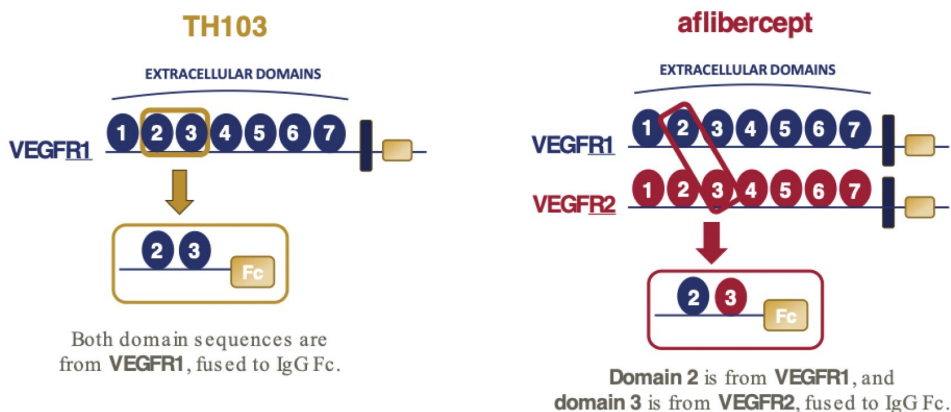 TH103
EXTRACELLULAR DOMAINS
VEGFR1
1 2 3 4 5 6 7
2 3
Fc
Both domain sequences are
from VEGFR1, fused to IgG Fc.
aflibercept
EXTRACELLULAR DOMAINS
VEGFR1
1 2 3 4 5 6 7
VEGFR2
1 2 3 4 5 6 7
2 3
Fc
Domain 2 is from VEGFR1, and
domain 3 is from VEGFR2, fused to IgG Fc.